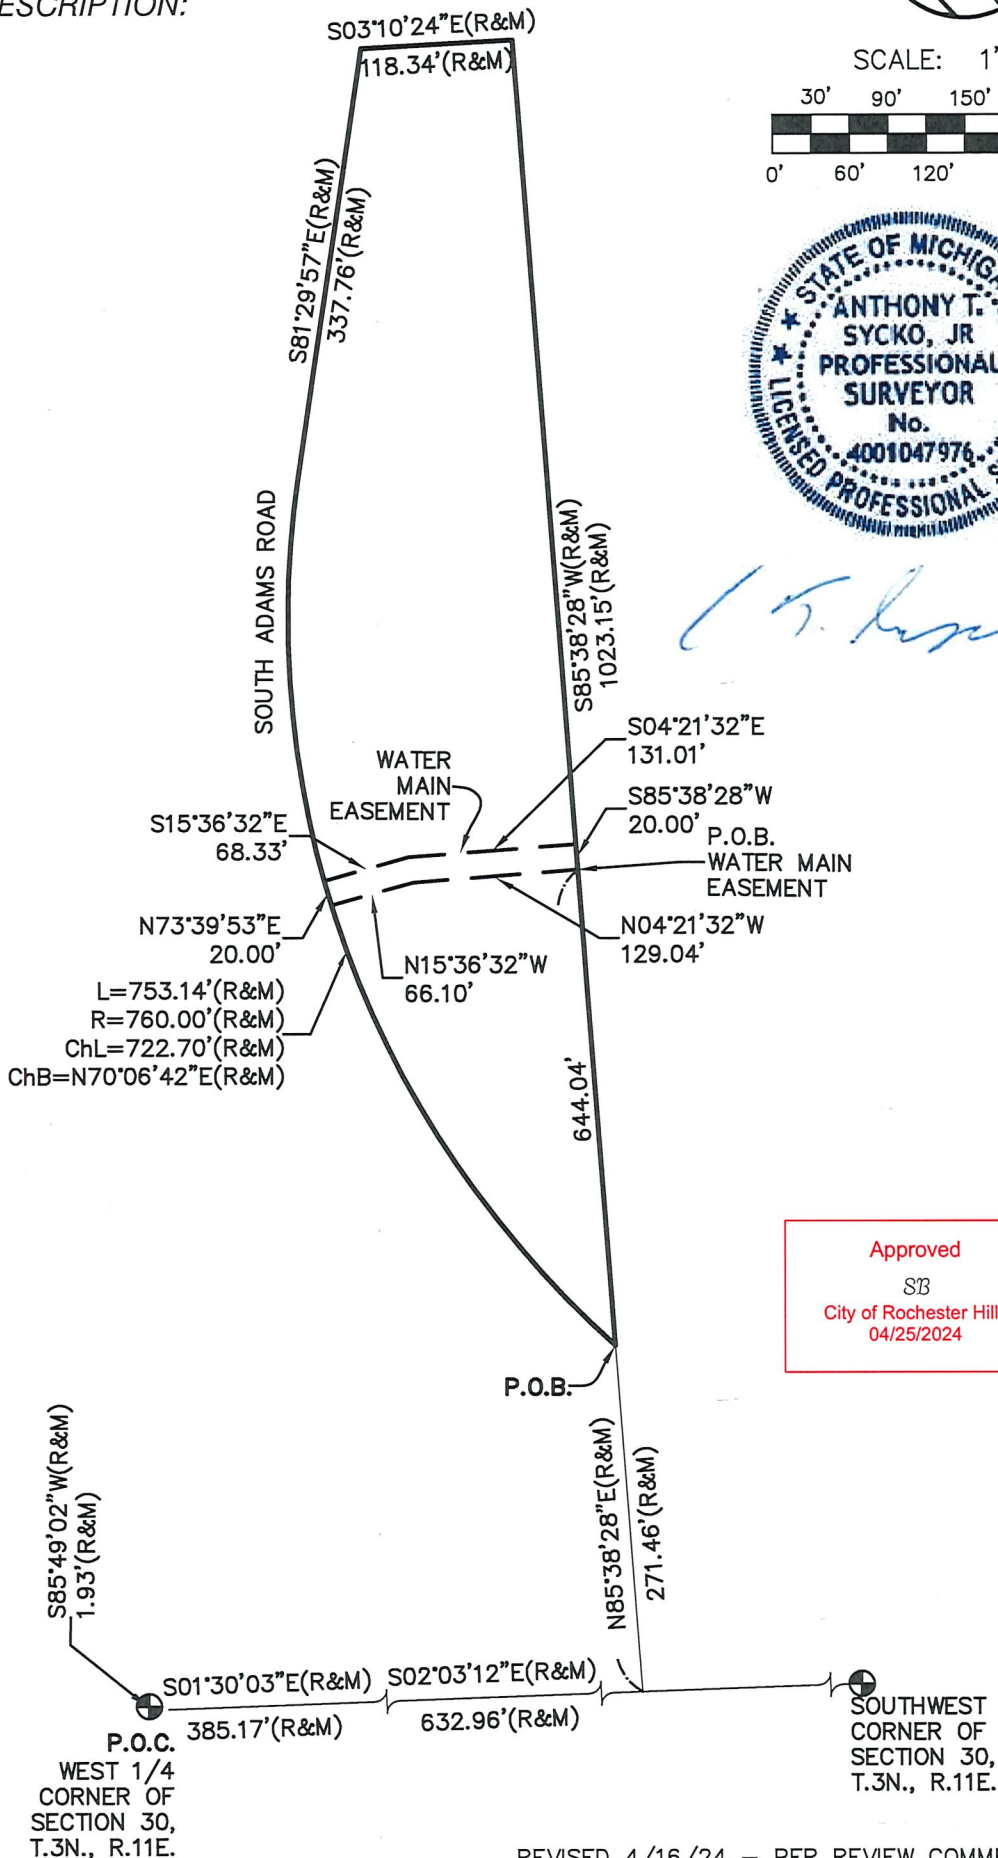 ESCRIPTION:
S03°10'24"E(R&M)
118.34'(R&M)
SCALE: 1"
30' 90' 150'
0' 60' 120'
S81°29'57"E(R&M)
337.76'(R&M)
STATE OF MICHIGA
ANTHONY T.
SYCKO, JR
PROFESSIONAL
SURVEYOR
No.
4001047976
LICENSED PROFESSIONAL S
SOUTH ADAMS ROAD
S85°38'28"W(R&M)
1023.15'(R&M)
WATER
MAIN
EASEMENT
S04°21'32"E
131.01'
S85°38'28"W
20.00'
P.O.B.
WATER MAIN
EASEMENT
S15°36'32"E
68.33'
N73°39'53"E
20.00'
N15°36'32"W
66.10'
N04°21'32"W
129.04'
L=753.14'(R&M)
R=760.00'(R&M)
ChL=722.70'(R&M)
ChB=N70°06'42"E(R&M)
644.04'
Approved
SB
City of Rochester Hill
04/25/2024
P.O.B.
N85°38'28"E(R&M)
271.46'(R&M)
S85°49'02"W(R&M)
1.93'(R&M)
S01°30'03"E(R&M)
385.17'(R&M)
S02°03'12"E(R&M)
632.96'(R&M)
P.O.C.
WEST 1/4
CORNER OF
SECTION 30,
T.3N., R.11E.
SOUTHWEST
CORNER OF
SECTION 30,
T.3N., R.11E.
REVISED 4/16/24 – PER REVIEW COMM